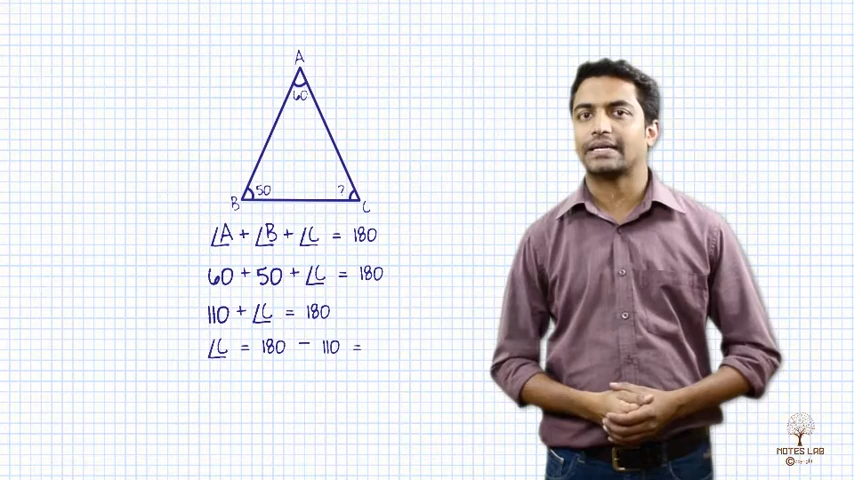 A
60
B 50 ? C
∠A + ∠B + ∠C = 180
60 + 50 + ∠C = 180
110 + ∠C = 180
∠C = 180 - 110 =
NOTES LAB